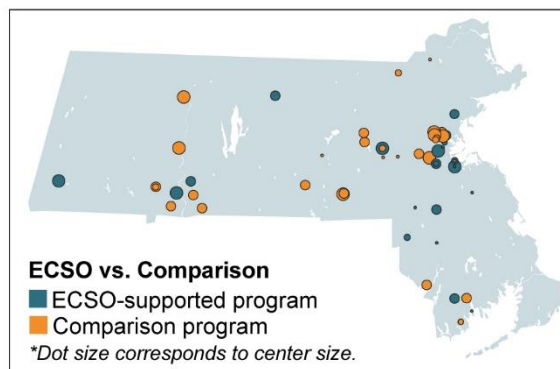 ECSO vs. Comparison
ECSO-supported program
Comparison program
*Dot size corresponds to center size.